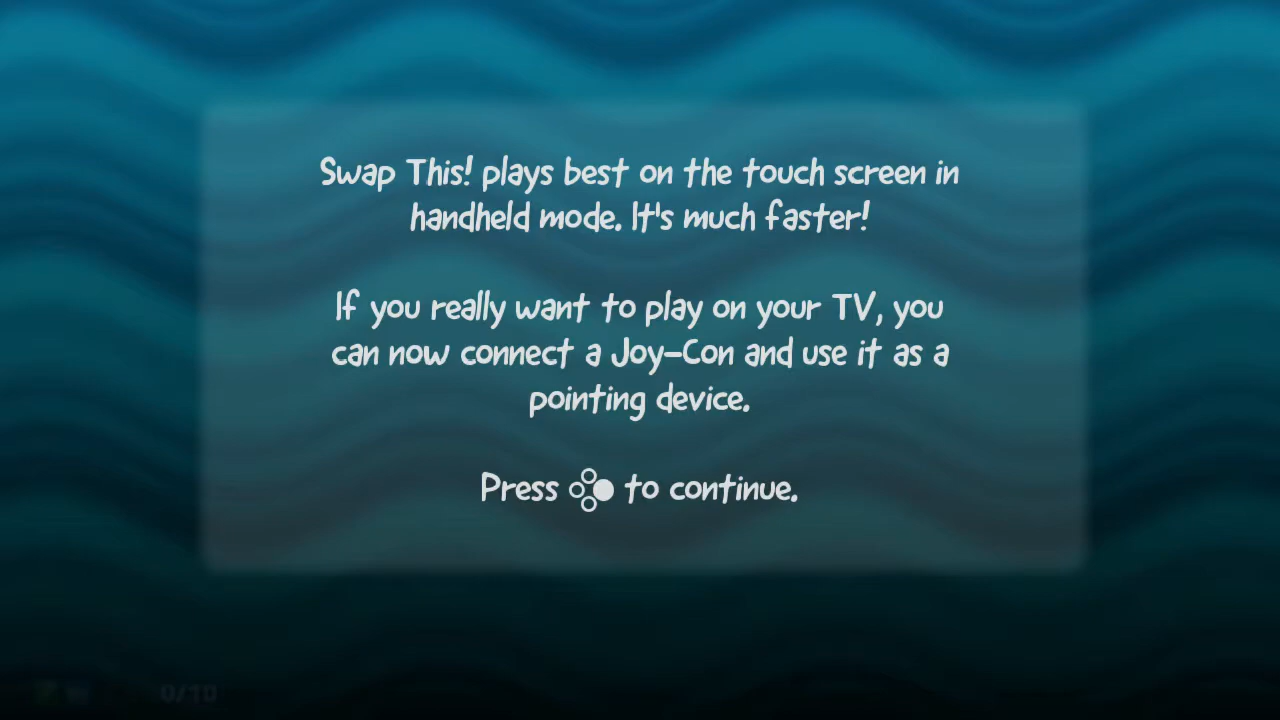 Swap This! plays best on the touch screen in
handheld mode. It's much faster!
If you really want to play on your TV, you
can now connect a Joy-Con and use it as a
pointing device.
Press to continue.
0/10